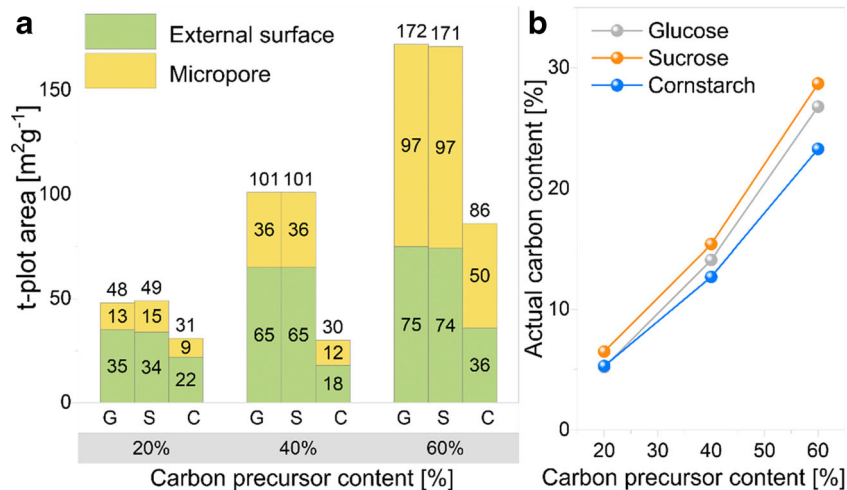 a
External surface
Micropore
t-plot area [m²g⁻¹]
150
100
50
0
48
13
35
49
15
34
31
9
22
101
36
65
101
36
65
30
12
18
172
97
75
171
97
74
86
50
36
G S C G S C G S C
20% 40% 60%
Carbon precursor content [%]
b
Glucose
Sucrose
Cornstarch
Actual carbon content [%]
30
20
10
0
20 30 40 50 60
Carbon precursor content [%]